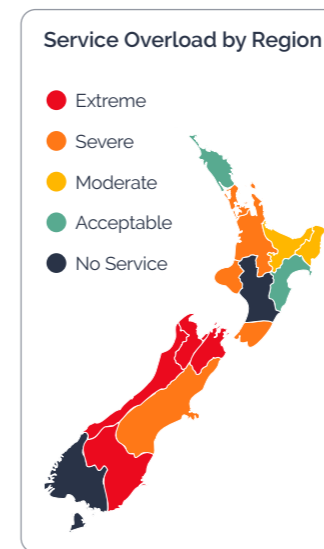 Service Overload by Region
Extreme
Severe
Moderate
Acceptable
No Service